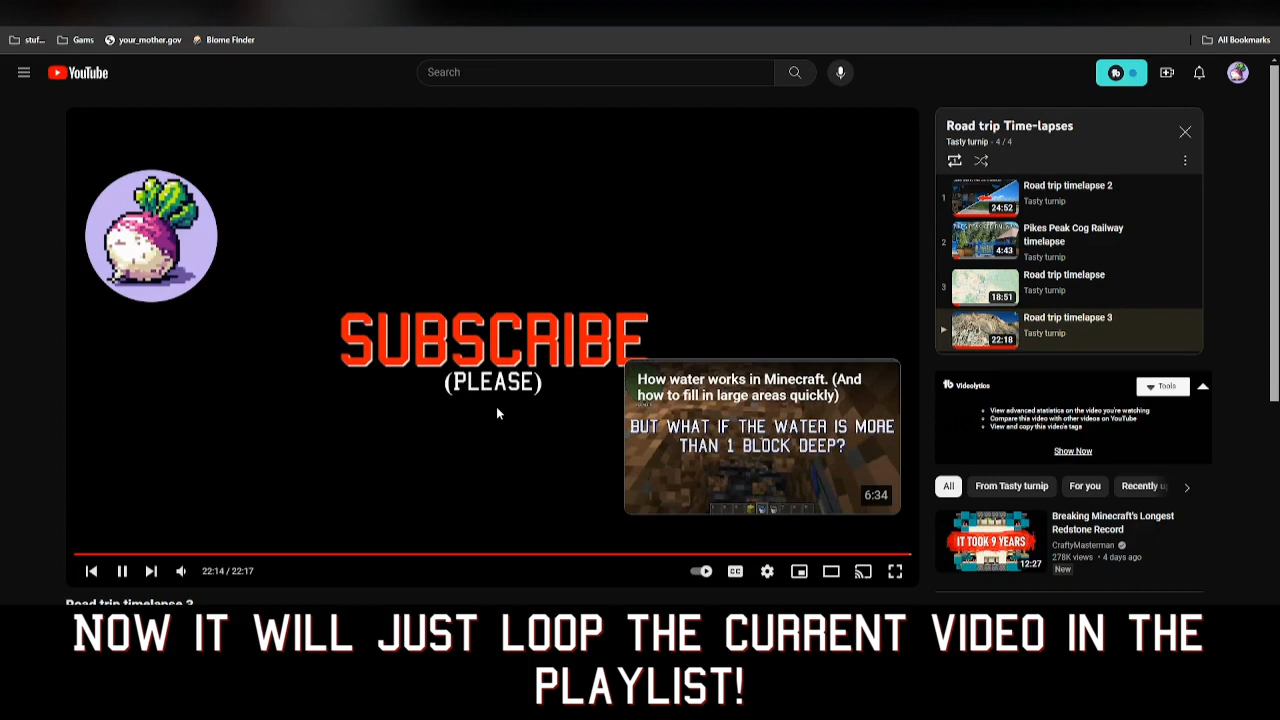 stuf...
Gams
your_mother.gov
Biome Finder
All Bookmarks
YouTube
Search
SUBSCRIBE
(PLEASE)
How water works in Minecraft. (And
how to fill in large areas quickly)
BUT WHAT IF THE WATER IS MORE
THAN 1 BLOCK DEEP?
6:34
22:14 / 22:17
CC
Road trip Time-lapses
Tasty turnip - 4 / 4
1
24:52
Road trip timelapse 2
Tasty turnip
2
4:43
Pikes Peak Cog Railway
timelapse
Tasty turnip
3
18:51
Road trip timelapse
Tasty turnip
22:18
Road trip timelapse 3
Tasty turnip
Videolytics
Tools
View advanced statistics on the video you're watching
Compare this video with other videos on YouTube
View and copy this video's tags
Show Now
All
From Tasty turnip
For you
Recently u
IT TOOK 9 YEARS
12:27
Breaking Minecraft's Longest
Redstone Record
CraftyMasterman
278K views • 4 days ago
New
Road trip timelapse 3
NOW IT WILL JUST LOOP THE CURRENT VIDEO IN THE
PLAYLIST!